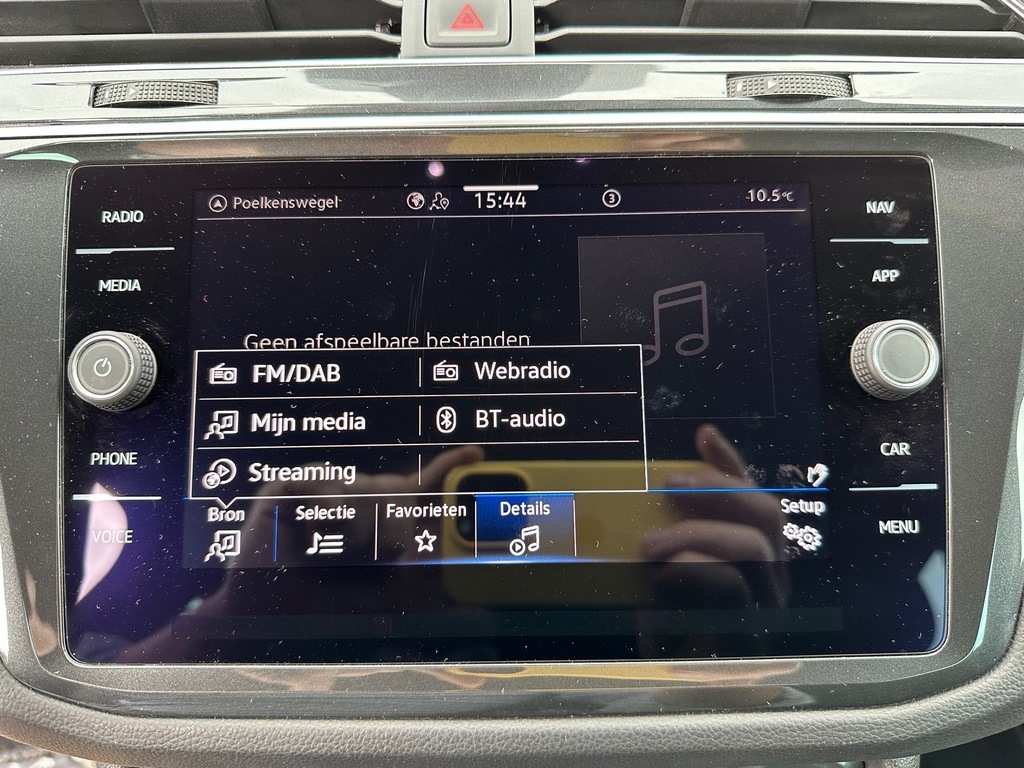 Poelkenswegel 15:44 3 10.5°C
RADIO
MEDIA
PHONE
VOICE
NAV
APP
CAR
MENU
Geen afspeelbare bestanden
FM/DAB Webradio
Mijn media BT-audio
Streaming
Bron Selectie Favorieten Details Setup